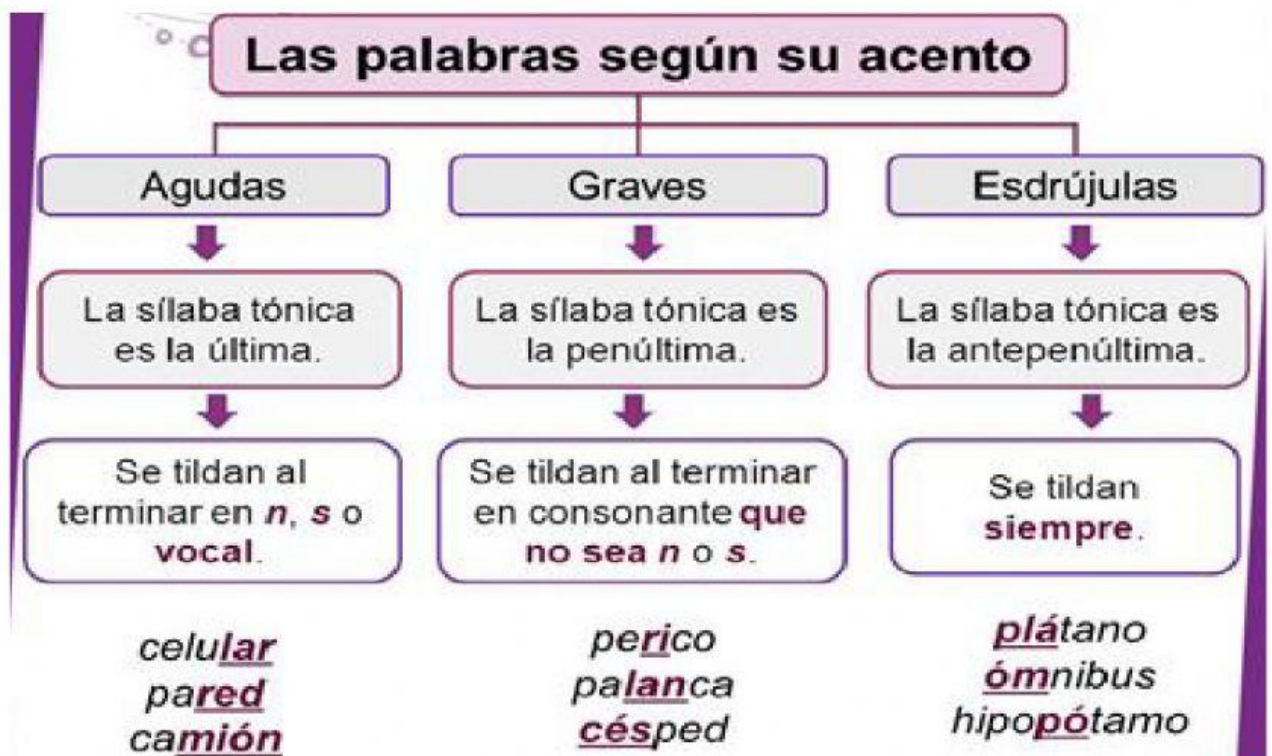 Las palabras según su acento
Agudas
La sílaba tónica
es la última.
Se tildan al
terminar en n, s o
vocal.
celular
pared
camión
Graves
La sílaba tónica es
la penúltima.
Se tildan al terminar
en consonante que
no sea n o s.
perico
palanca
césped
Esdrújulas
La sílaba tónica es
la antepenúltima.
Se tildan
siempre.
plátano
ómnibus
hipopótamo